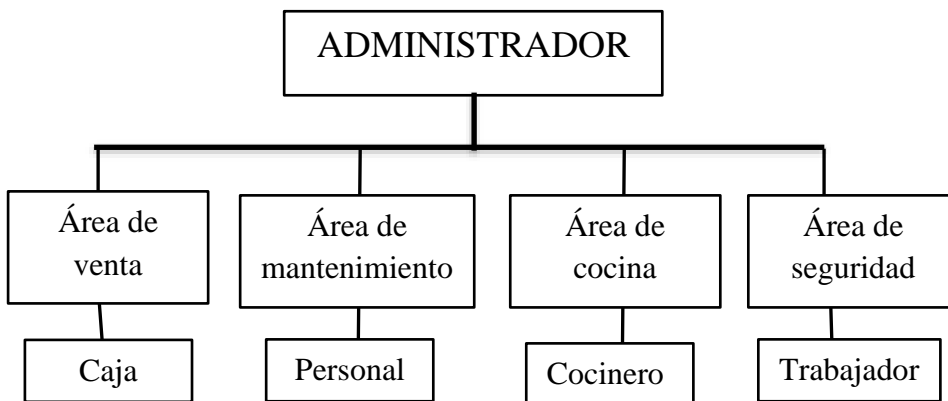 ADMINISTRADOR
Área de
venta
Área de
mantenimiento
Área de
cocina
Área de
seguridad
Caja
Personal
Cocinero
Trabajador